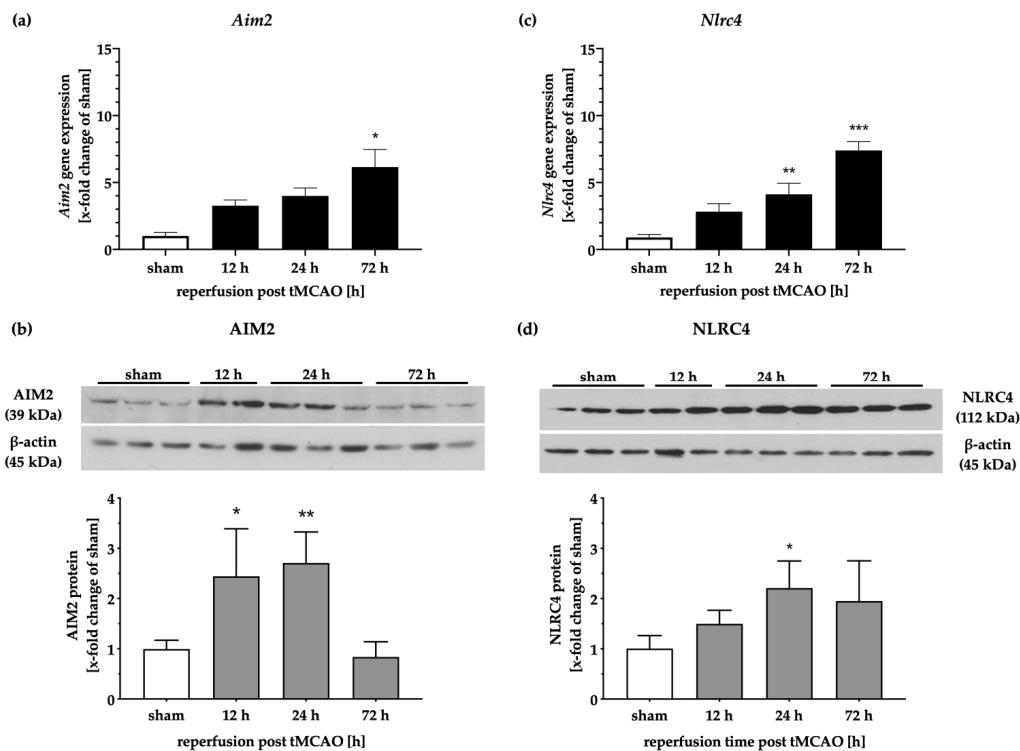 (a)
Aim2
15
10
5
0
Aim2 gene expression
[x-fold change of sham]
*
sham 12 h 24 h 72 h
reperfusion post tMCAO [h]
(c)
Nlrc4
15
10
5
0
Nlrc4 gene expression
[x-fold change of sham]
**
***
sham 12 h 24 h 72 h
reperfusion post tMCAO [h]
(b)
AIM2
sham 12 h 24 h 72 h
AIM2
(39 kDa)
β-actin
(45 kDa)
4
3
2
1
0
AIM2 protein
[x-fold change of sham]
*
**
sham 12 h 24 h 72 h
reperfusion post tMCAO [h]
(d)
NLRC4
sham 12 h 24 h 72 h
NLRC4
(112 kDa)
β-actin
(45 kDa)
4
3
2
1
0
NLRC4 protein
[x-fold change of sham]
*
sham 12 h 24 h 72 h
reperfusion time post tMCAO [h]